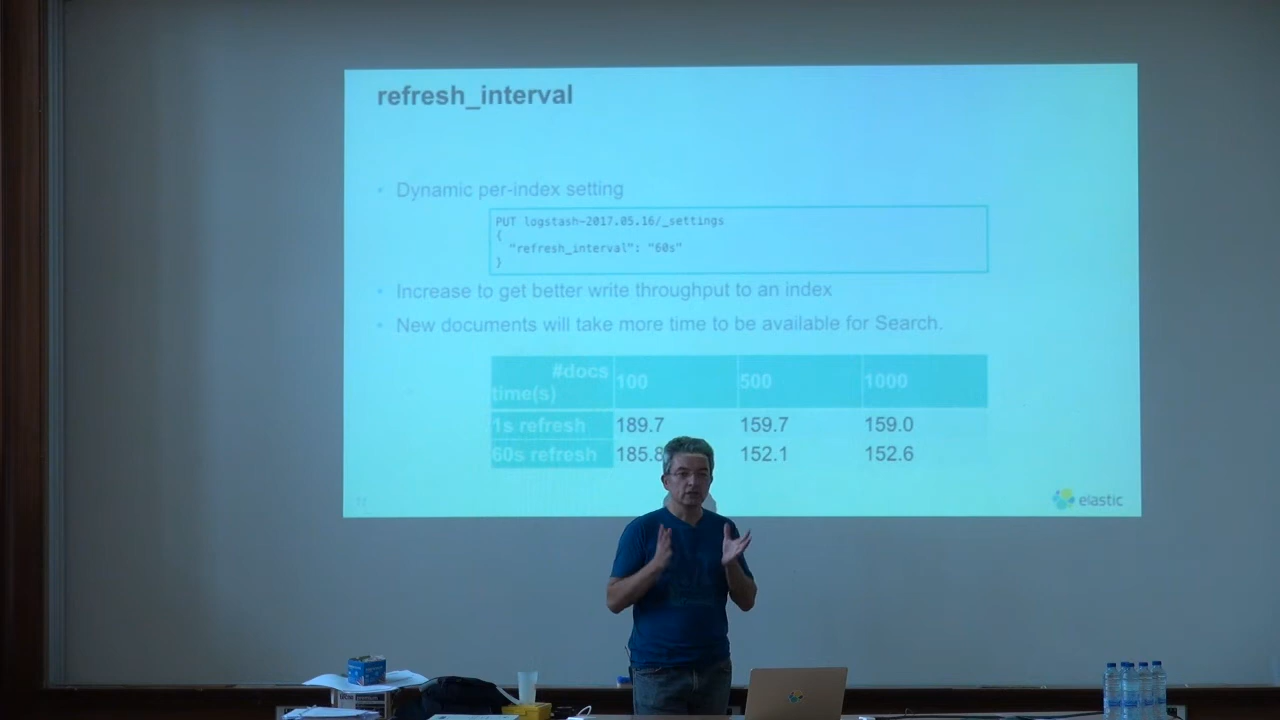 refresh_interval
• Dynamic per-index setting
PUT logstash-2017.05.16/_settings
{
"refresh_interval": "60s"
}
• Increase to get better write throughput to an index
• New documents will take more time to be available for Search.
#docs
time(s)
100
500
1000
1s refresh
189.7
159.7
159.0
60s refresh
185.8
152.1
152.6
elastic